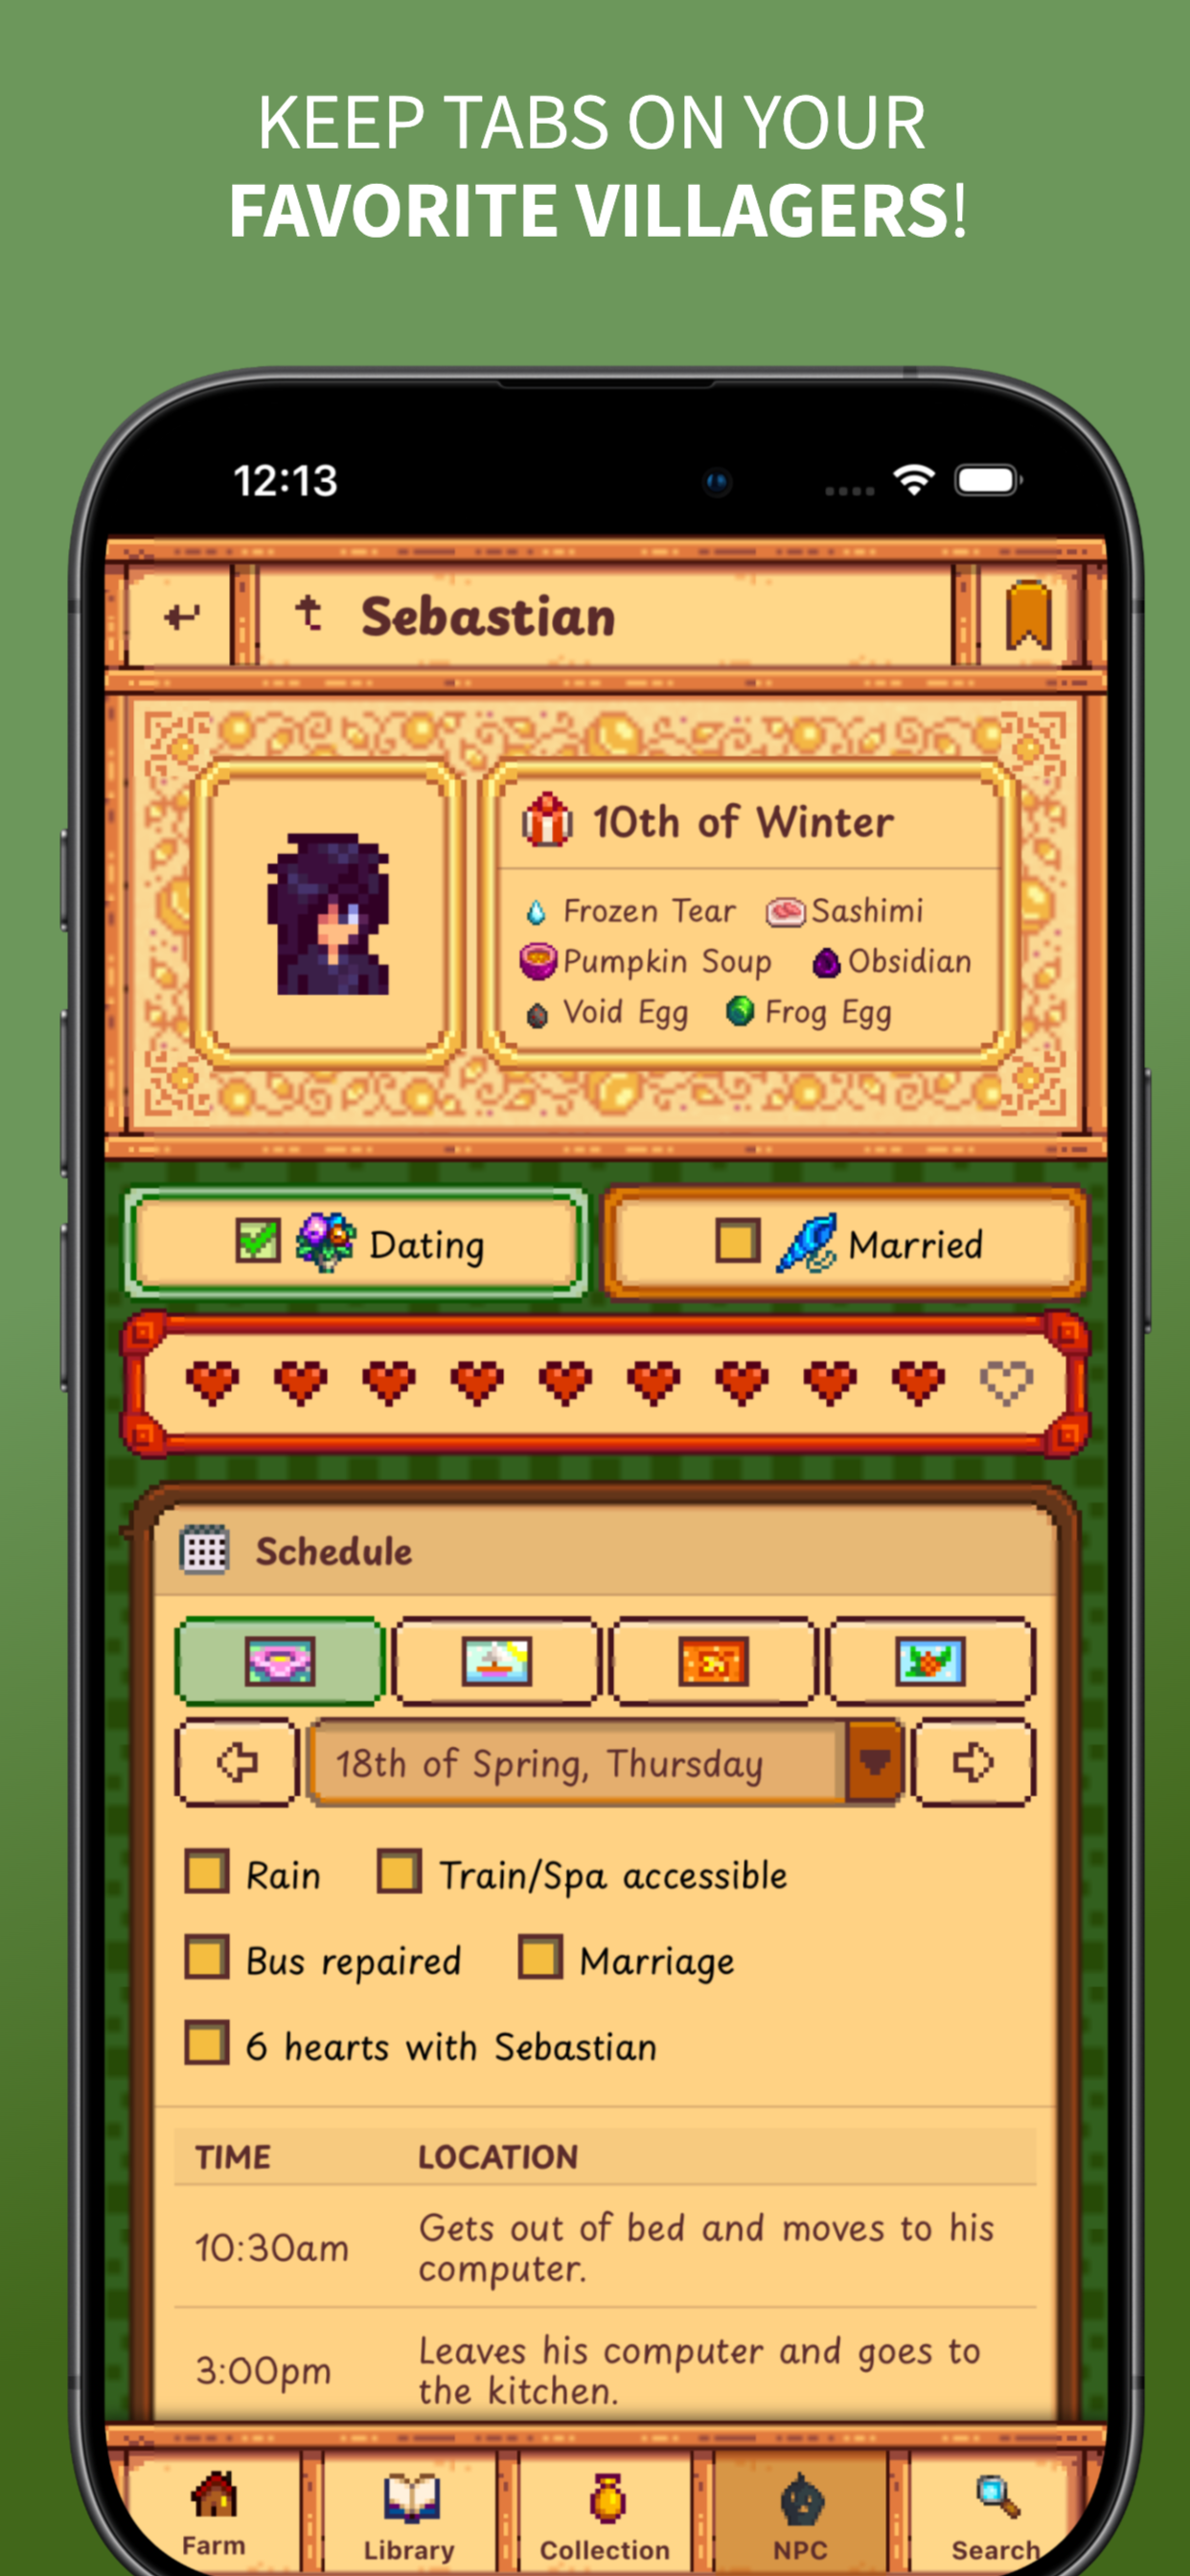 KEEP TABS ON YOUR
FAVORITE VILLAGERS!
12:13
Sebastian
10th of Winter
Frozen Tear Sashimi
Pumpkin Soup Obsidian
Void Egg Frog Egg
Dating Married
Schedule
18th of Spring, Thursday
Rain Train/Spa accessible
Bus repaired Marriage
6 hearts with Sebastian
TIME LOCATION
10:30am Gets out of bed and moves to his
computer.
3:00pm Leaves his computer and goes to
the kitchen.
Farm Library Collection NPC Search